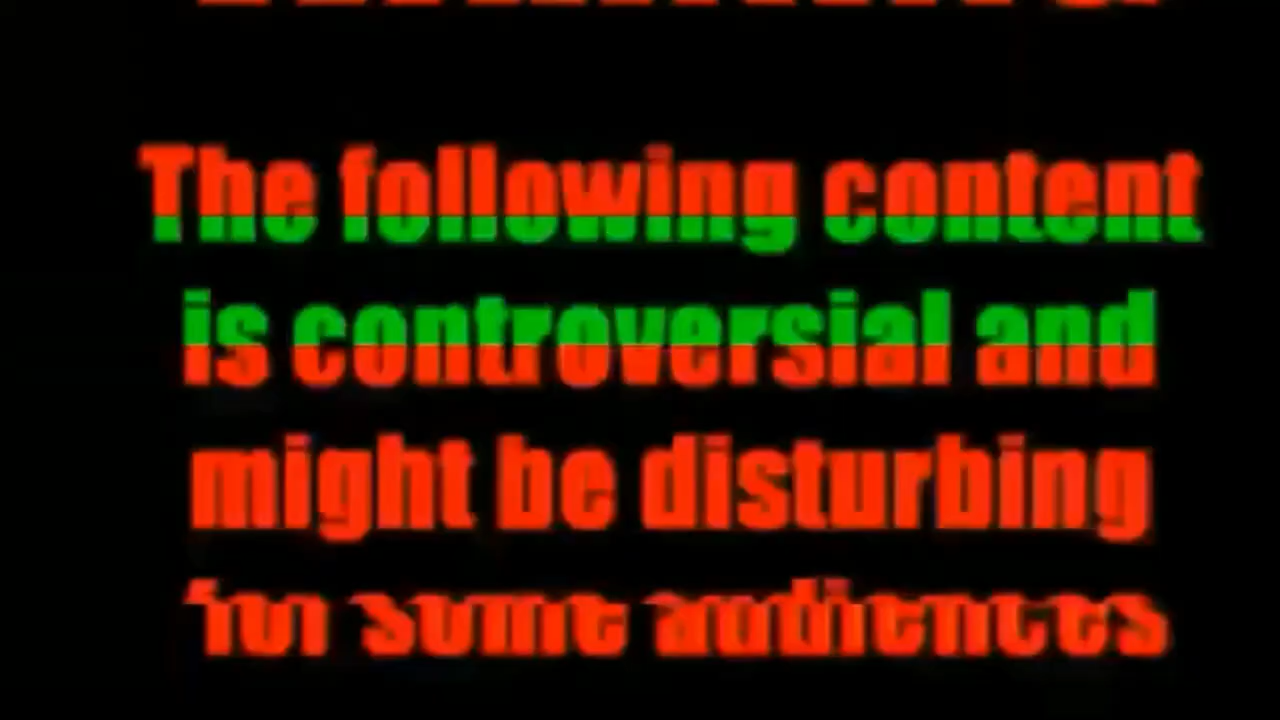 The following content
is controversial and
might be disturbing
for some audiences